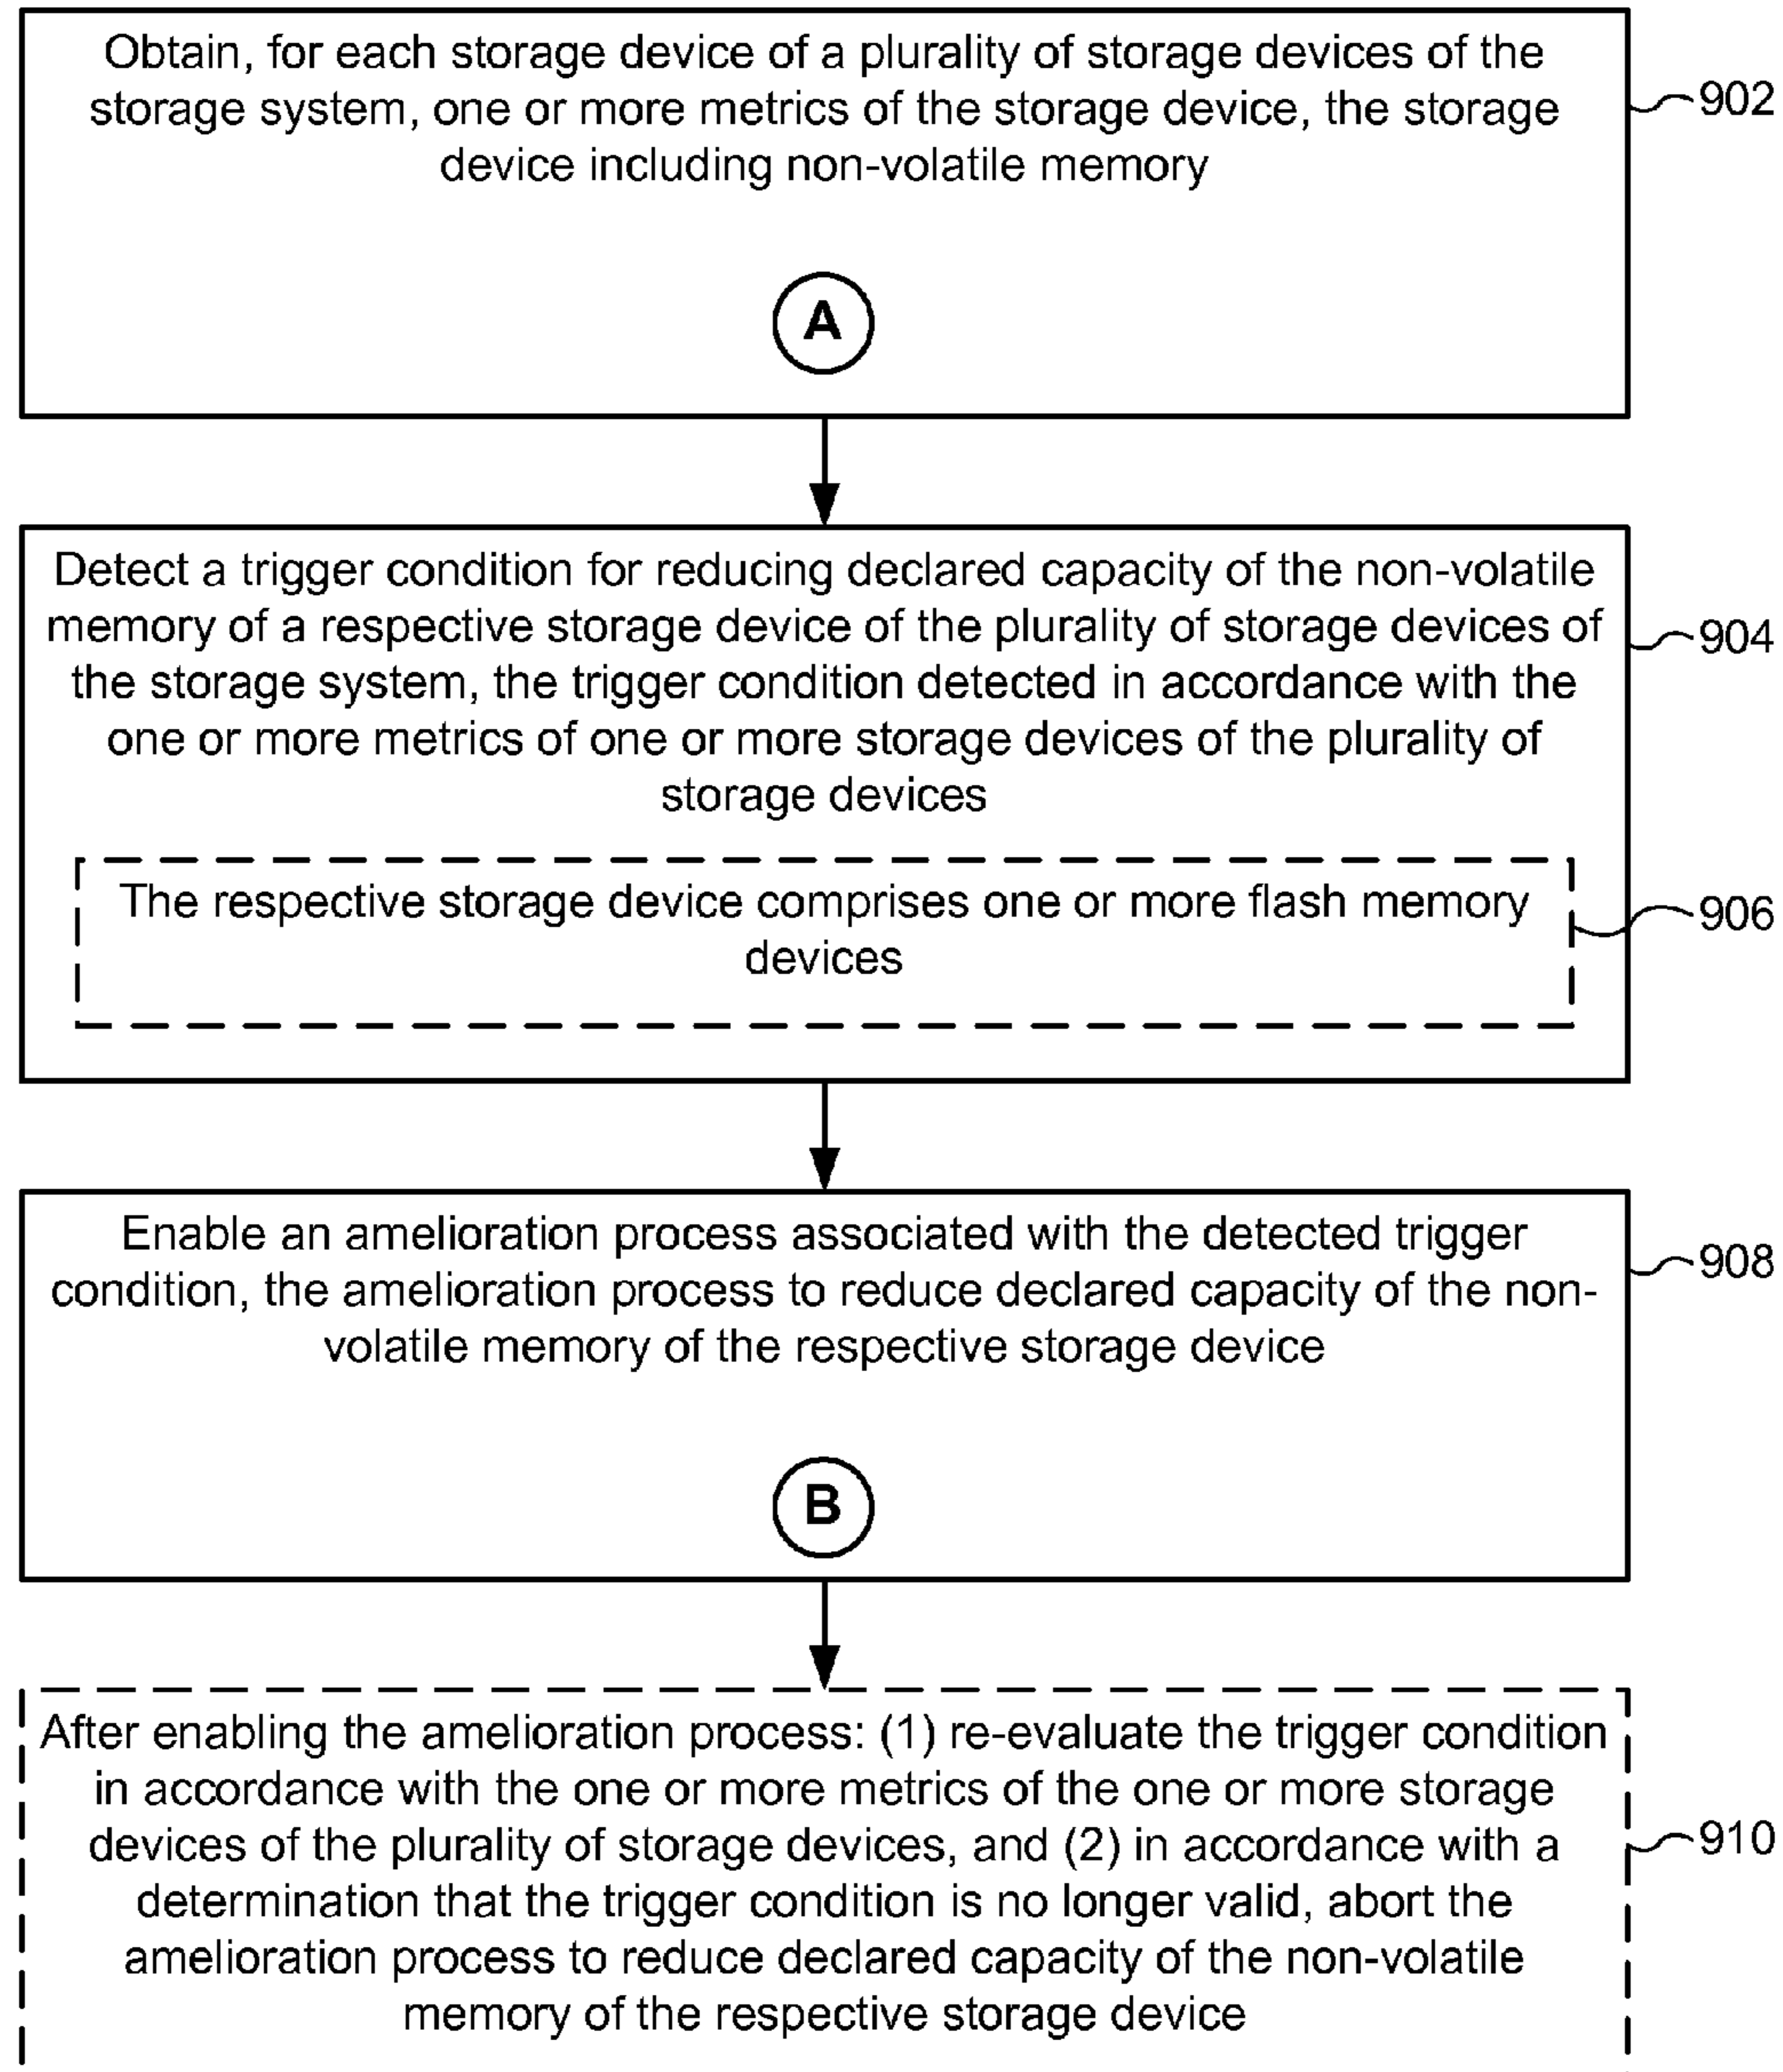 Obtain, for each storage device of a plurality of storage devices of the
storage system, one or more metrics of the storage device, the storage
device including non-volatile memory
902
A
Detect a trigger condition for reducing declared capacity of the non-volatile
memory of a respective storage device of the plurality of storage devices of
the storage system, the trigger condition detected in accordance with the
one or more metrics of one or more storage devices of the plurality of
storage devices
904
The respective storage device comprises one or more flash memory
devices
906
Enable an amelioration process associated with the detected trigger
condition, the amelioration process to reduce declared capacity of the non-
volatile memory of the respective storage device
908
B
After enabling the amelioration process: (1) re-evaluate the trigger condition
in accordance with the one or more metrics of the one or more storage
devices of the plurality of storage devices, and (2) in accordance with a
determination that the trigger condition is no longer valid, abort the
amelioration process to reduce declared capacity of the non-volatile
memory of the respective storage device
910